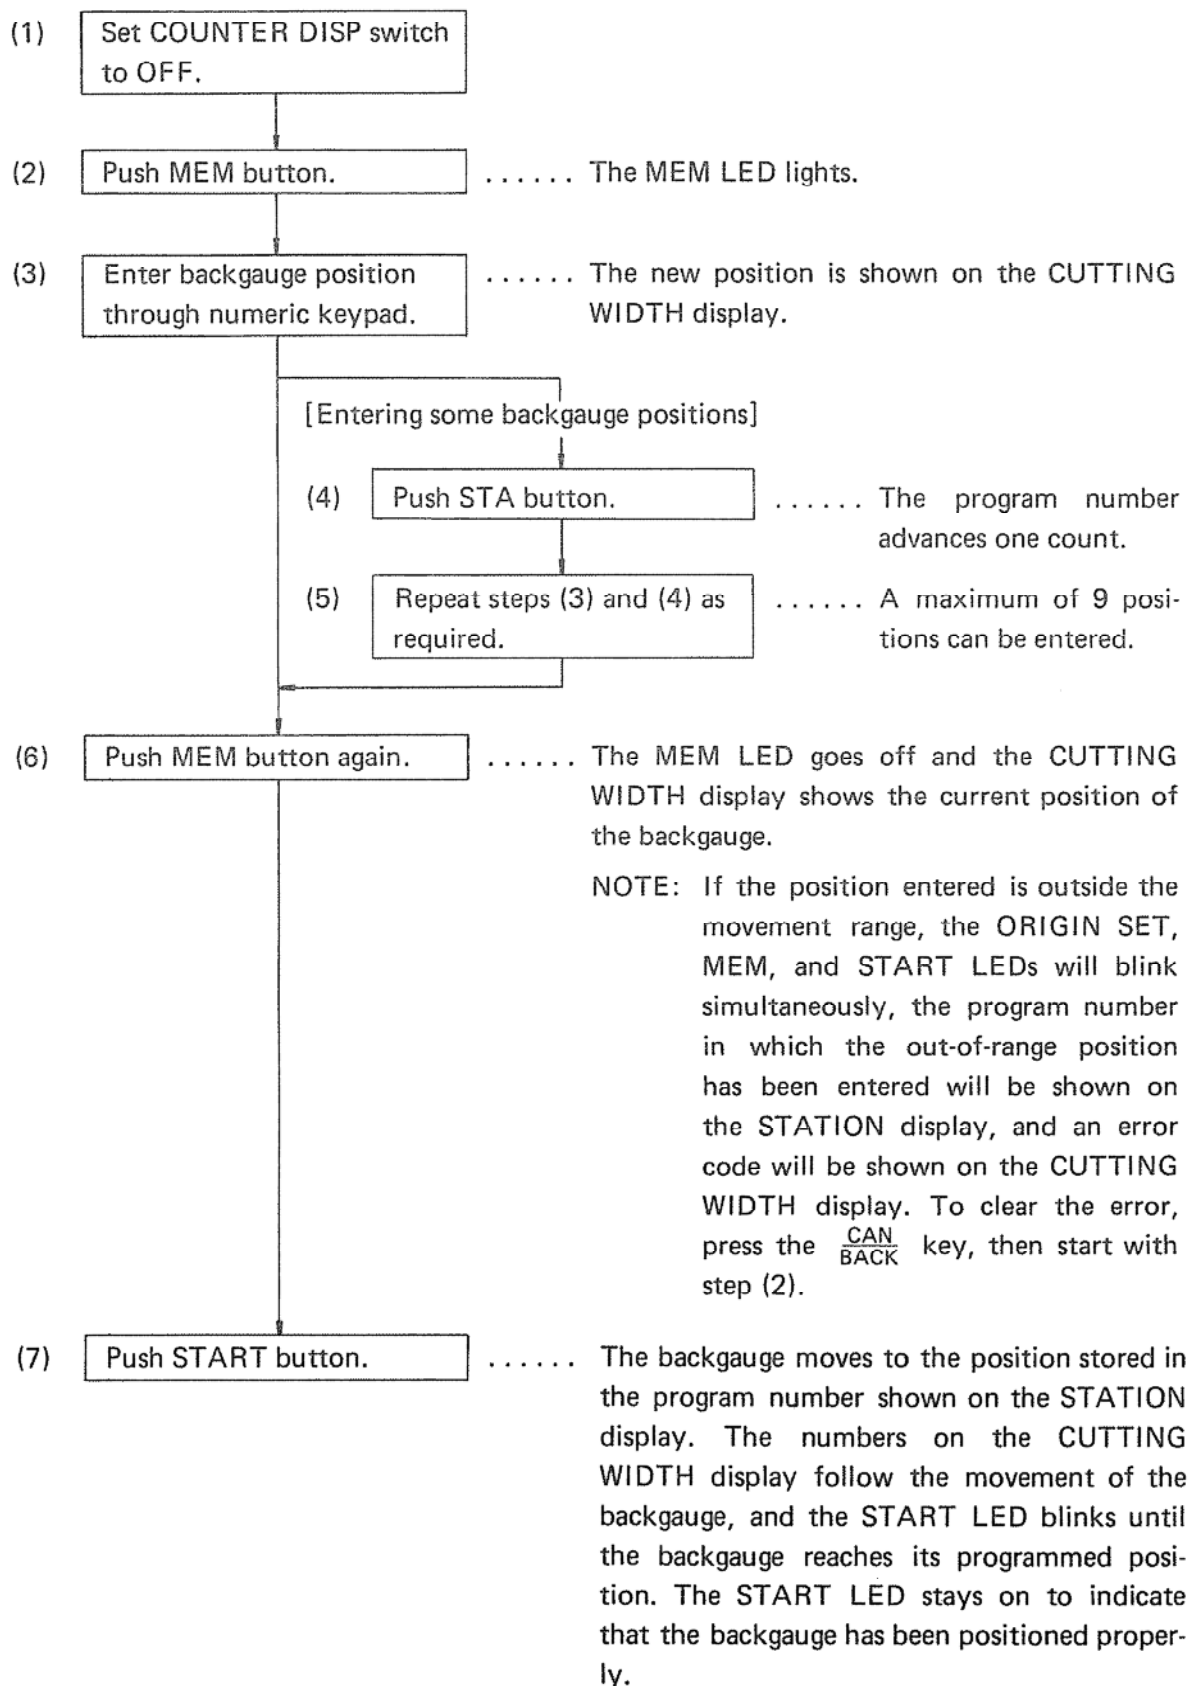 (1) Set COUNTER DISP switch
to OFF.
(2) Push MEM button. ...... The MEM LED lights.
(3) Enter backgauge position ...... The new position is shown on the CUTTING
through numeric keypad. WIDTH display.
[Entering some backgauge positions]
(4) Push STA button. ...... The program number
advances one count.
(5) Repeat steps (3) and (4) as ...... A maximum of 9 posi-
required. tions can be entered.
(6) Push MEM button again. ...... The MEM LED goes off and the CUTTING
WIDTH display shows the current position of
the backgauge.
NOTE: If the position entered is outside the
movement range, the ORIGIN SET,
MEM, and START LEDs will blink
simultaneously, the program number
in which the out-of-range position
has been entered will be shown on
the STATION display, and an error
code will be shown on the CUTTING
WIDTH display. To clear the error,
press the CAN/BACK key, then start with
step (2).
(7) Push START button. ...... The backgauge moves to the position stored in
the program number shown on the STATION
display. The numbers on the CUTTING
WIDTH display follow the movement of the
backgauge, and the START LED blinks until
the backgauge reaches its programmed posi-
tion. The START LED stays on to indicate
that the backgauge has been positioned proper-
ly.